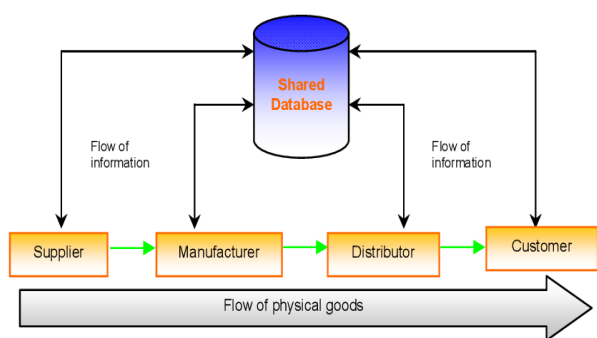 Shared
Database
Flow of
information
Flow of
information
Supplier
Manufacturer
Distributor
Customer
Flow of physical goods